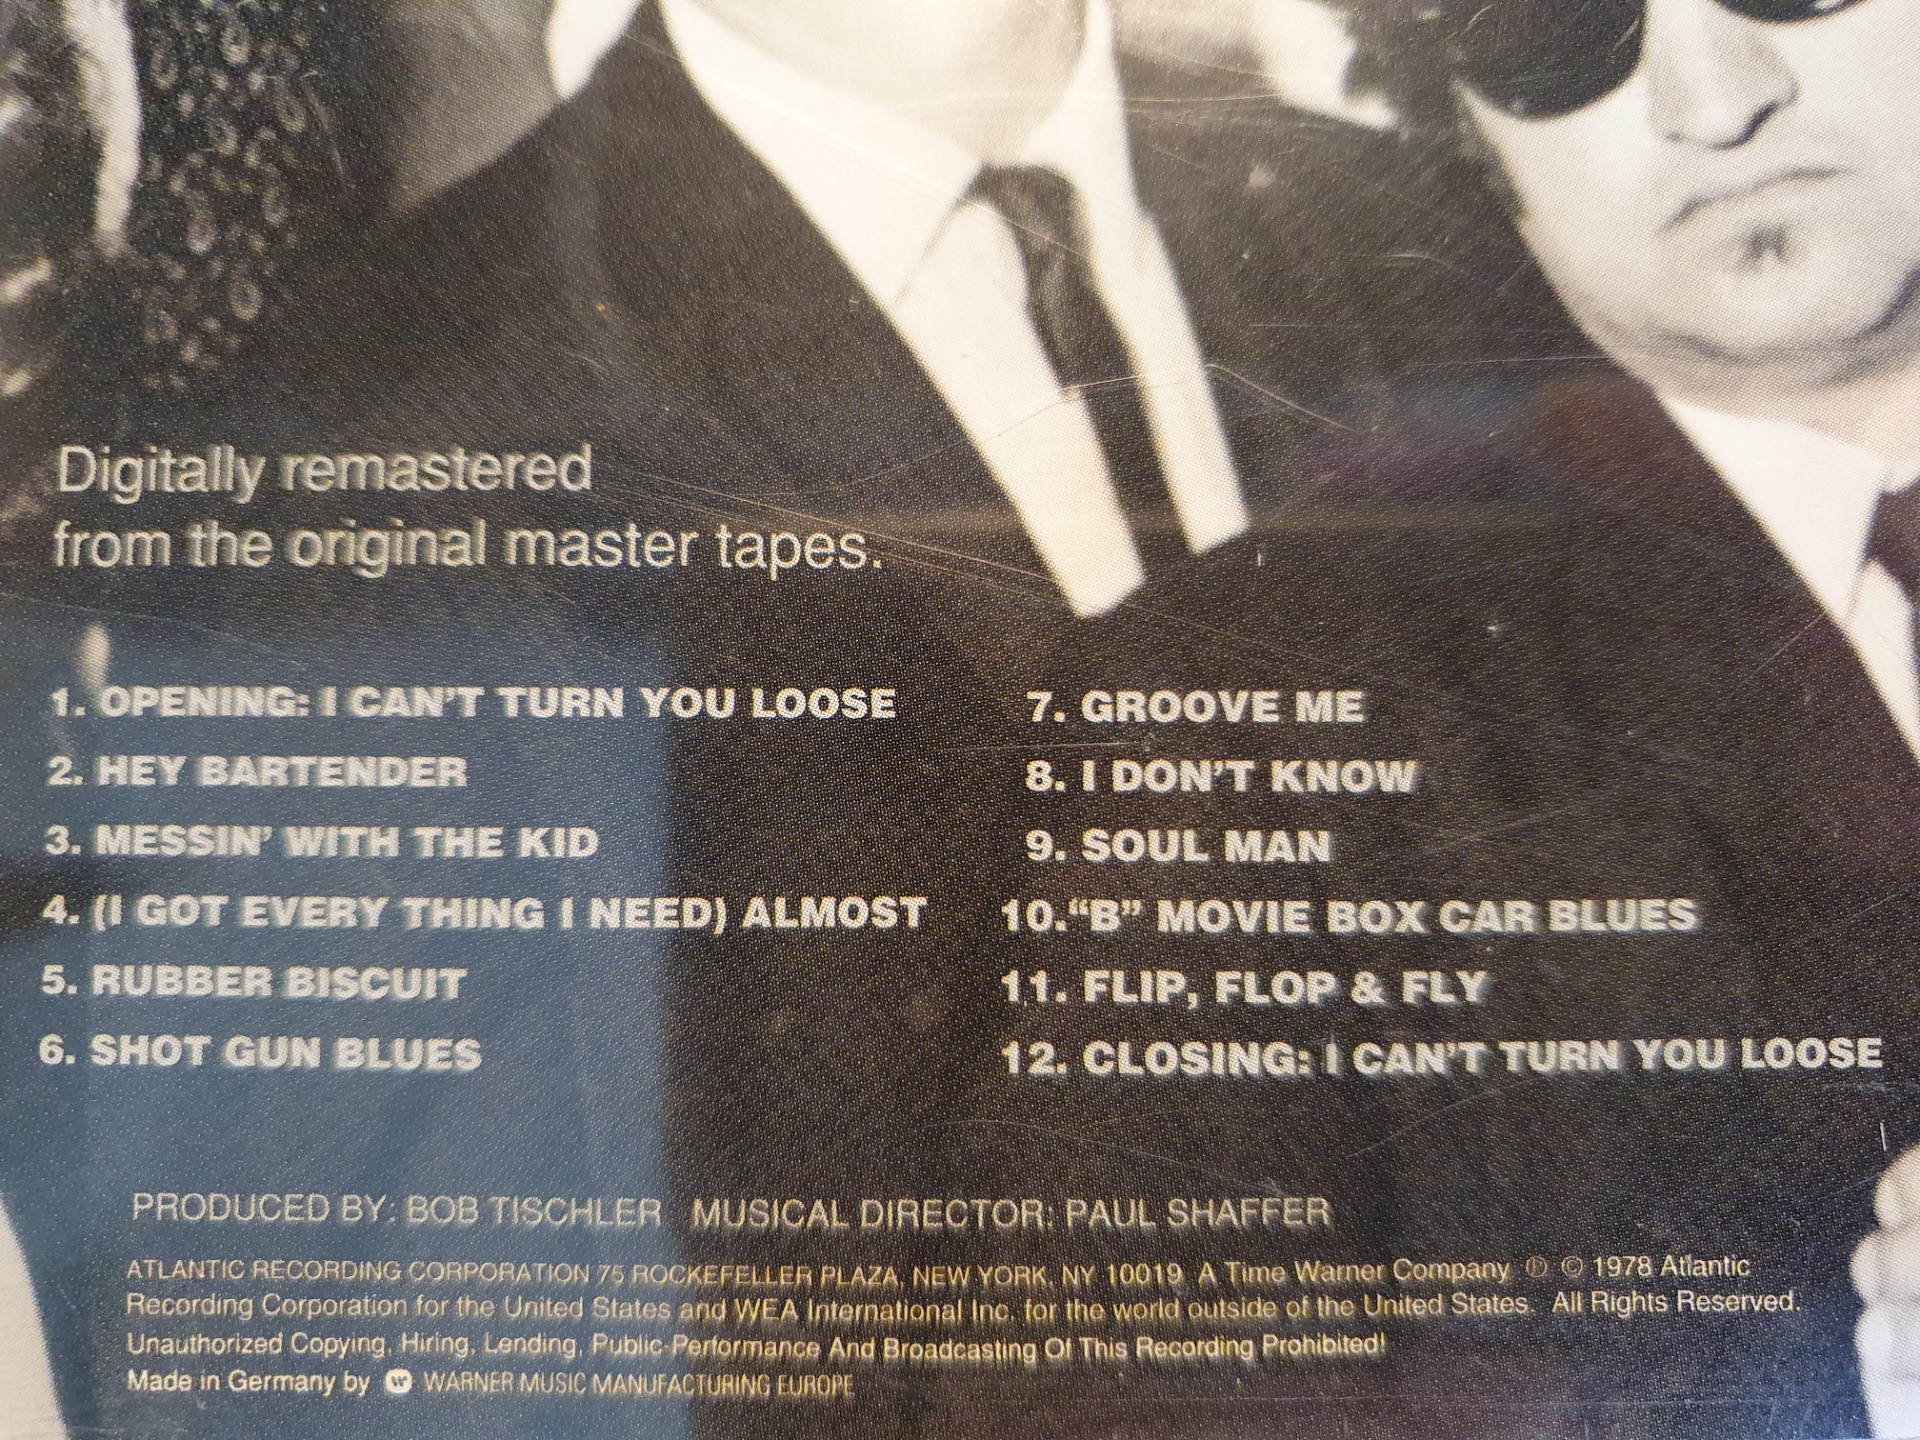 Digitally remastered
from the original master tapes.
1. OPENING: I CAN'T TURN YOU LOOSE
2. HEY BARTENDER
3. MESSIN' WITH THE KID
4. (I GOT EVERY THING I NEED) ALMOST
5. RUBBER BISCUIT
6. SHOT GUN BLUES
7. GROOVE ME
8. I DON'T KNOW
9. SOUL MAN
10.“B” MOVIE BOX CAR BLUES
11. FLIP, FLOP & FLY
12. CLOSING: I CAN'T TURN YOU LOOSE
PRODUCED BY: BOB TISCHLER MUSICAL DIRECTOR: PAUL SHAFFER
ATLANTIC RECORDING CORPORATION 75 ROCKEFELLER PLAZA, NEW YORK, NY 10019 A Time Warner Company ℗ © 1978 Atlantic
Recording Corporation for the United States and WEA International Inc. for the world outside of the United States. All Rights Reserved.
Unauthorized Copying, Hiring, Lending, Public Performance And Broadcasting Of This Recording Prohibited!
Made in Germany by WARNER MUSIC MANUFACTURING EUROPE